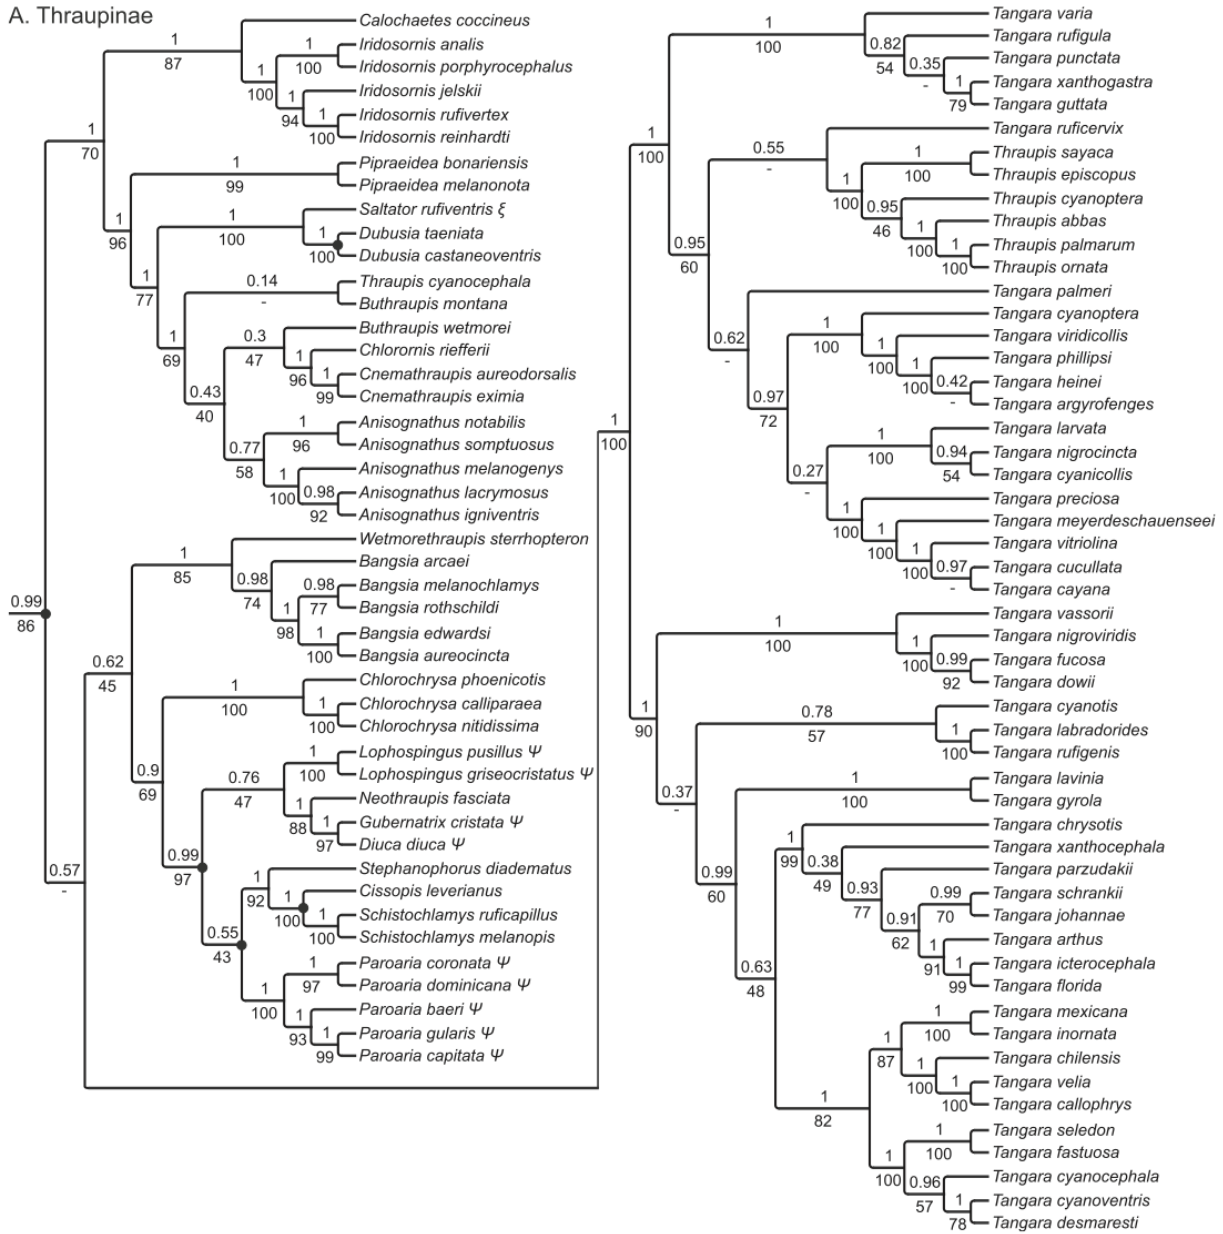 A. Thraupinae
Calochaetes coccineus
1
87
Iridosornis analis
1
100
Iridosornis porphyrocephalus
1
100
Iridosornis jelskii
1
94
Iridosornis rufivertex
1
100
Iridosornis reinhardti
1
70
Pipraeidea bonariensis
1
99
Pipraeidea melanonota
1
96
Saltator rufiventris ξ
1
100
Dubusia taeniata
1
100
Dubusia castaneoventris
1
77
Thraupis cyanocephala
0.14
-
Buthraupis montana
1
69
Buthraupis wetmorei
0.3
47
Chlorornis riefferii
1
96
Cnemathraupis aureodorsalis
1
99
Cnemathraupis eximia
0.43
40
Anisognathus notabilis
1
96
Anisognathus somptuosus
0.77
58
Anisognathus melanogenys
1
100
Anisognathus lacrymosus
0.98
92
Anisognathus igniventris
Wetmorethraupis sterrhopteron
1
85
Bangsia arcaei
0.98
74
Bangsia melanochlamys
0.98
77
Bangsia rothschildi
1
98
Bangsia edwardsi
1
100
Bangsia aureocincta
0.99
86
0.62
45
Chlorochrysa phoenicotis
1
100
Chlorochrysa calliparaea
1
100
Chlorochrysa nitidissima
0.9
69
Lophospingus pusillus Ψ
1
100
Lophospingus griseocristatus Ψ
0.76
47
Neothraupis fasciata
1
88
Gubernatrix cristata Ψ
1
97
Diuca diuca Ψ
0.99
97
0.57
-
Stephanophorus diadematus
1
92
Cissopis leverianus
1
100
Schistochlamys ruficapillus
1
100
Schistochlamys melanopis
0.55
43
Paroaria coronata Ψ
1
97
Paroaria dominicana Ψ
1
100
Paroaria baeri Ψ
1
93
Paroaria gularis Ψ
1
99
Paroaria capitata Ψ
Tangara varia
1
100
Tangara rufigula
0.82
54
Tangara punctata
0.35
-
Tangara xanthogastra
1
79
Tangara guttata
1
100
Tangara ruficervix
0.55
-
Thraupis sayaca
1
100
Thraupis episcopus
1
100
Thraupis cyanoptera
0.95
46
Thraupis abbas
1
100
Thraupis palmarum
1
100
Thraupis ornata
0.95
60
Tangara palmeri
0.62
-
Tangara cyanoptera
1
100
Tangara viridicollis
1
100
Tangara phillipsi
1
100
Tangara heinei
0.42
-
Tangara argyrofenges
0.97
72
1
100
Tangara larvata
1
100
Tangara nigrocincta
0.94
54
Tangara cyanicollis
0.27
-
Tangara preciosa
1
100
Tangara meyerdeschauenseei
1
100
Tangara vitriolina
1
100
Tangara cucullata
0.97
-
Tangara cayana
Tangara vassorii
1
100
Tangara nigroviridis
1
100
Tangara fucosa
0.99
92
Tangara dowii
1
90
Tangara cyanotis
0.78
57
Tangara labradorides
1
100
Tangara rufigenis
0.37
-
Tangara lavinia
1
100
Tangara gyrola
0.99
60
Tangara chrysotis
1
99
Tangara xanthocephala
0.38
49
Tangara parzudakii
0.93
77
Tangara schrankii
0.99
70
Tangara johannae
0.91
62
Tangara arthus
1
91
Tangara icterocephala
1
99
Tangara florida
0.63
48
Tangara mexicana
1
100
Tangara inornata
1
87
Tangara chilensis
1
100
Tangara velia
1
100
Tangara callophrys
1
82
Tangara seledon
1
100
Tangara fastuosa
1
100
Tangara cyanocephala
0.96
57
Tangara cyanoventris
1
78
Tangara desmaresti